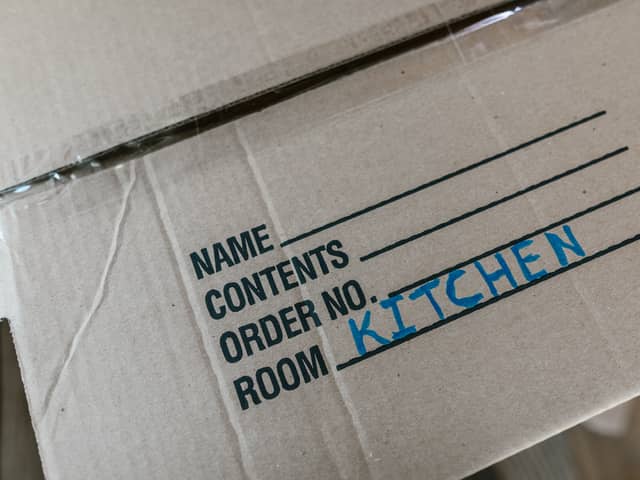 NAME
CONTENTS
ORDER NO.
ROOM KITCHEN